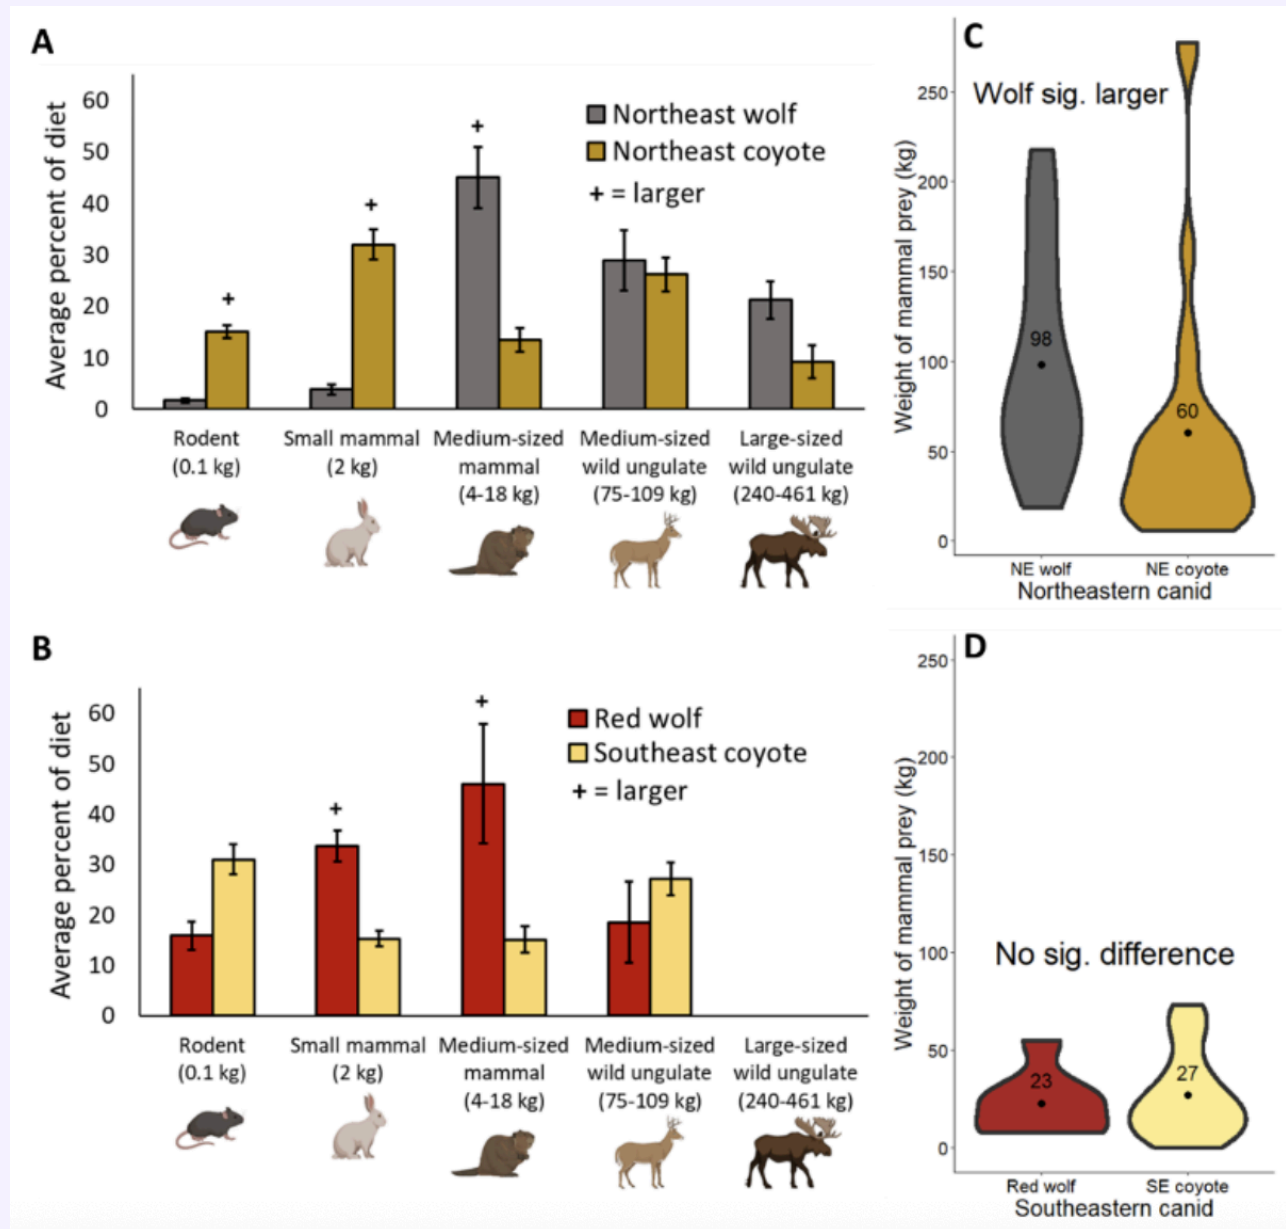 A
Average percent of diet
60
50
40
30
20
10
0
+
+
+
Northeast wolf
Northeast coyote
+ = larger
Rodent
(0.1 kg)
Small mammal
(2 kg)
Medium-sized
mammal
(4-18 kg)
Medium-sized
wild ungulate
(75-109 kg)
Large-sized
wild ungulate
(240-461 kg)
C
Wolf sig. larger
Weight of mammal prey (kg)
250
200
150
100
50
0
98
60
NE wolf
NE coyote
Northeastern canid
B
Average percent of diet
60
50
40
30
20
10
0
+
+
Red wolf
Southeast coyote
+ = larger
Rodent
(0.1 kg)
Small mammal
(2 kg)
Medium-sized
mammal
(4-18 kg)
Medium-sized
wild ungulate
(75-109 kg)
Large-sized
wild ungulate
(240-461 kg)
D
Weight of mammal prey (kg)
250
200
150
100
50
0
No sig. difference
23
27
Red wolf
SE coyote
Southeastern canid